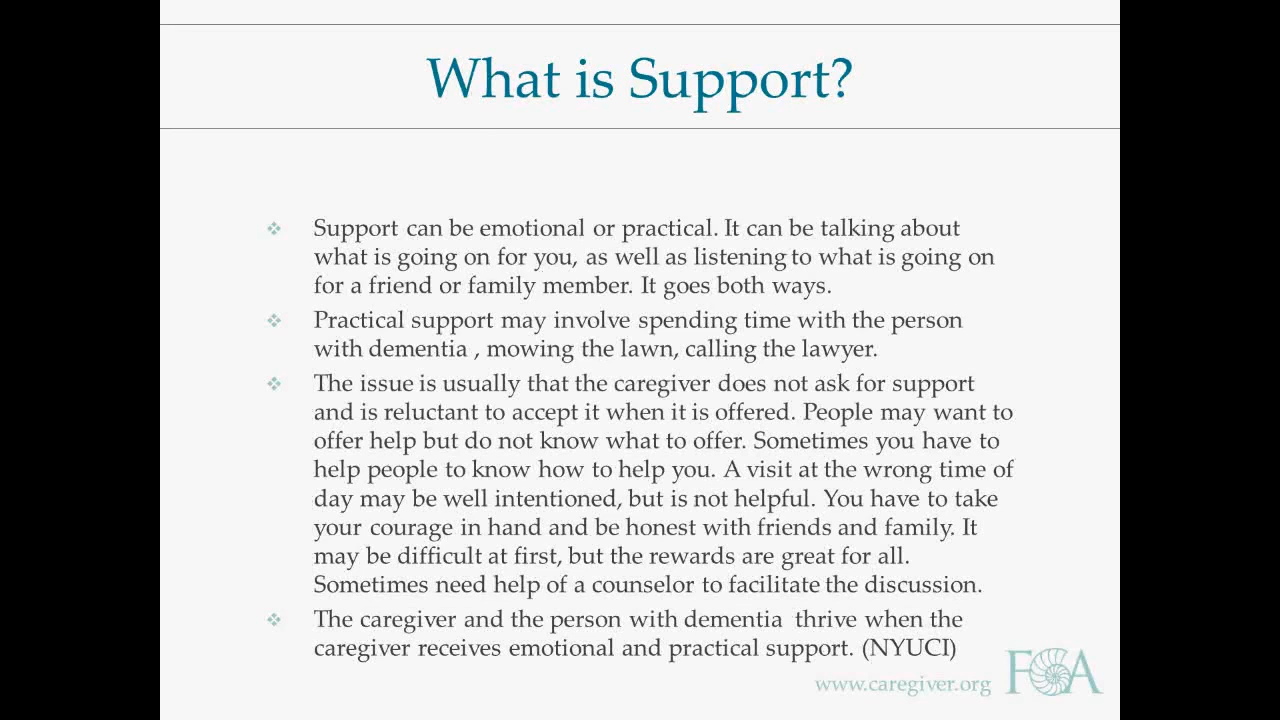 What is Support?
Support can be emotional or practical. It can be talking about
what is going on for you, as well as listening to what is going on
for a friend or family member. It goes both ways.
Practical support may involve spending time with the person
with dementia , mowing the lawn, calling the lawyer.
The issue is usually that the caregiver does not ask for support
and is reluctant to accept it when it is offered. People may want to
offer help but do not know what to offer. Sometimes you have to
help people to know how to help you. A visit at the wrong time of
day may be well intentioned, but is not helpful. You have to take
your courage in hand and be honest with friends and family. It
may be difficult at first, but the rewards are great for all.
Sometimes need help of a counselor to facilitate the discussion.
The caregiver and the person with dementia  thrive when the
caregiver receives emotional and practical support. (NYUCI)
www.caregiver.org FCA